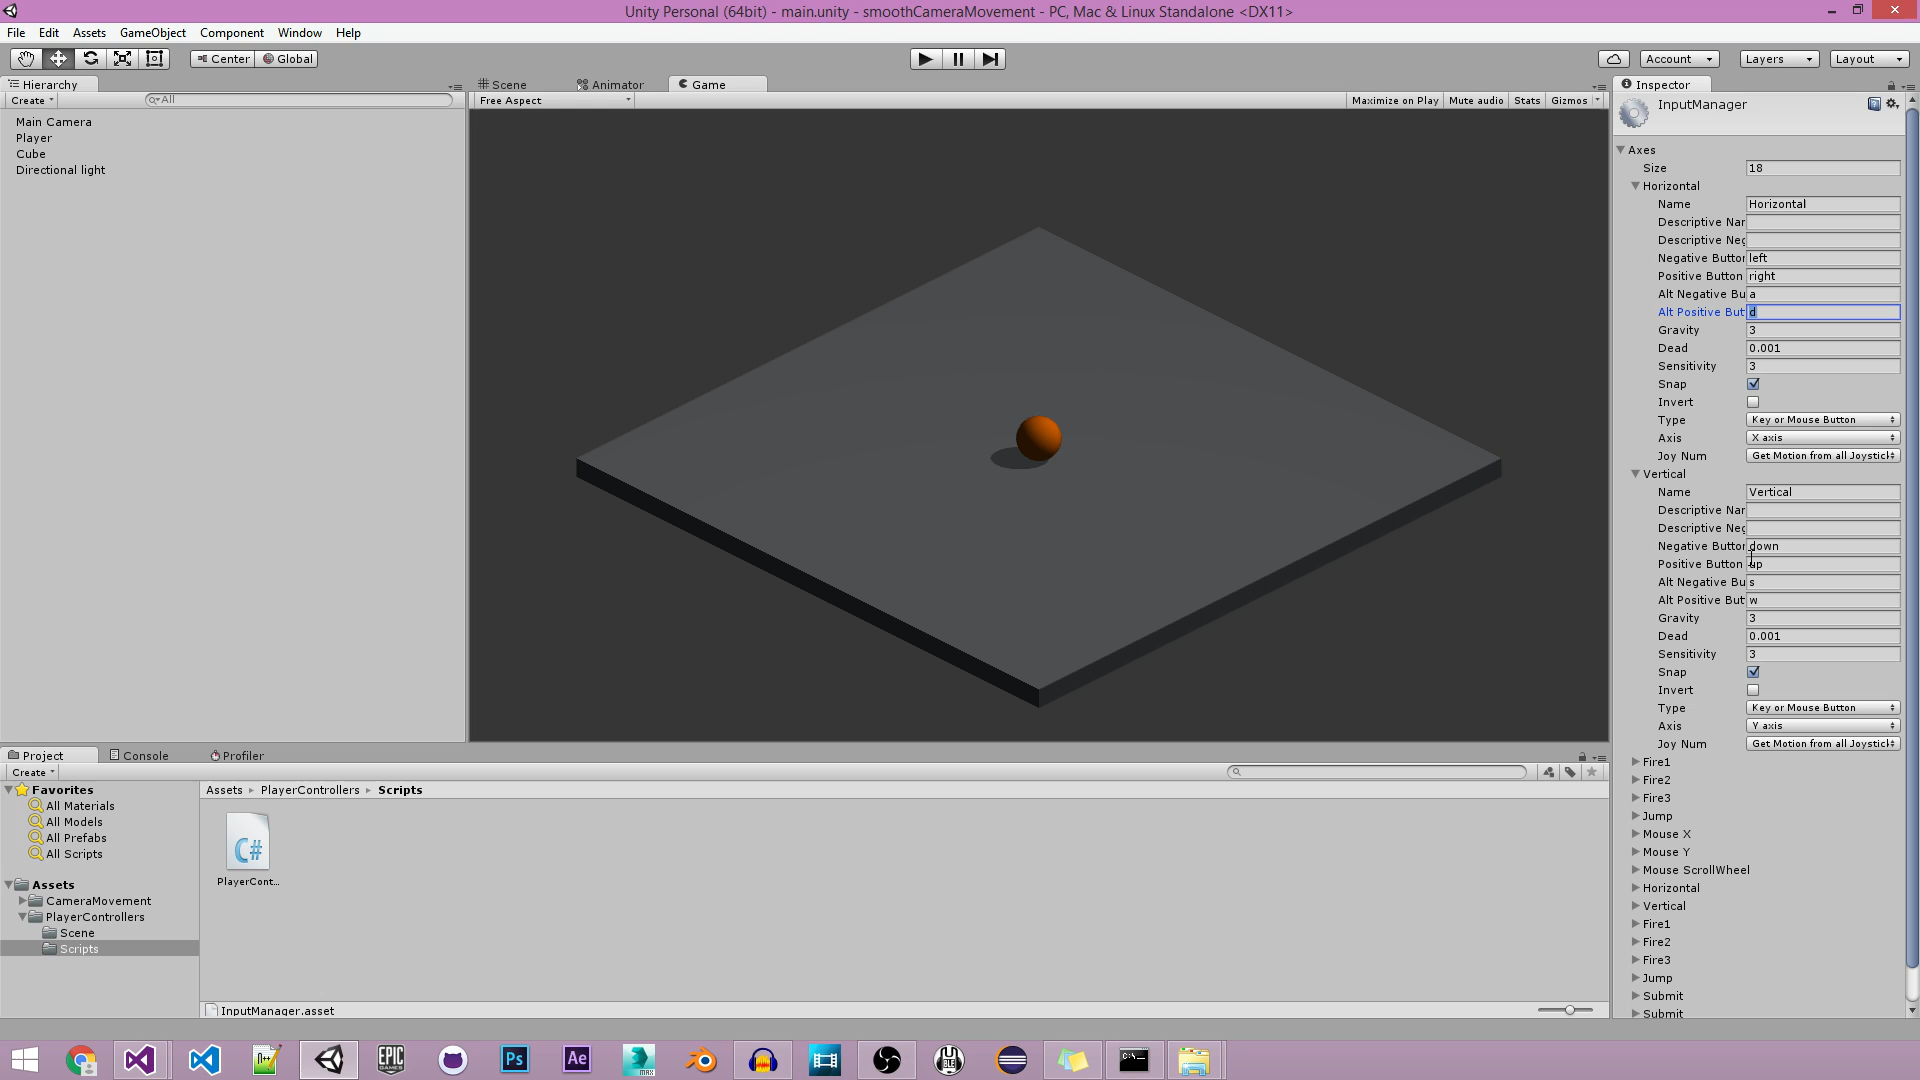 Unity Personal (64bit) - main.unity - smoothCameraMovement - PC, Mac & Linux Standalone <DX11>
File Edit Assets GameObject Component Window Help
Center Global Account Layers Layout
Hierarchy
Create All
Main Camera
Player
Cube
Directional light
Scene Animator Game
Free Aspect Maximize on Play Mute audio Stats Gizmos
Inspector
InputManager
Axes
Size 18
Horizontal
Name Horizontal
Descriptive Nar
Descriptive Neg
Negative Button left
Positive Button right
Alt Negative Bu a
Alt Positive But d
Gravity 3
Dead 0.001
Sensitivity 3
Snap
Invert
Type Key or Mouse Button
Axis X axis
Joy Num Get Motion from all Joystick
Vertical
Name Vertical
Descriptive Nar
Descriptive Neg
Negative Button down
Positive Button up
Alt Negative Bu s
Alt Positive But w
Gravity 3
Dead 0.001
Sensitivity 3
Snap
Invert
Type Key or Mouse Button
Axis Y axis
Joy Num Get Motion from all Joystick
Fire1
Fire2
Fire3
Jump
Mouse X
Mouse Y
Mouse ScrollWheel
Horizontal
Vertical
Fire1
Fire2
Fire3
Jump
Submit
Submit
Project Console Profiler
Create
Favorites
All Materials
All Models
All Prefabs
All Scripts
Assets
CameraMovement
PlayerControllers
Scene
Scripts
Assets PlayerControllers Scripts
C#
PlayerCont...
InputManager.asset
EPIC
GAMES
Ps
Ae
MAX